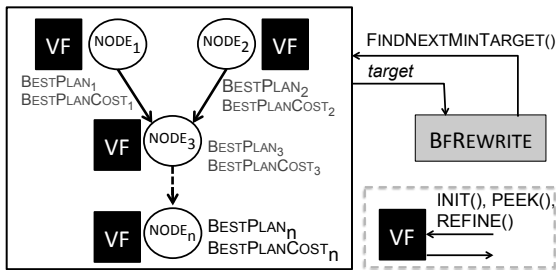 VF
NODE1
NODE2
VF
BESTPLAN1
BESTPLANCOST1
BESTPLAN2
BESTPLANCOST2
VF
NODE3
BESTPLAN3
BESTPLANCOST3
VF
NODEn
BESTPLANn
BESTPLANCOSTn
FINDNEXTMINTARGET()
target
BFREWRITE
INIT(), PEEK(),
REFINE()
VF